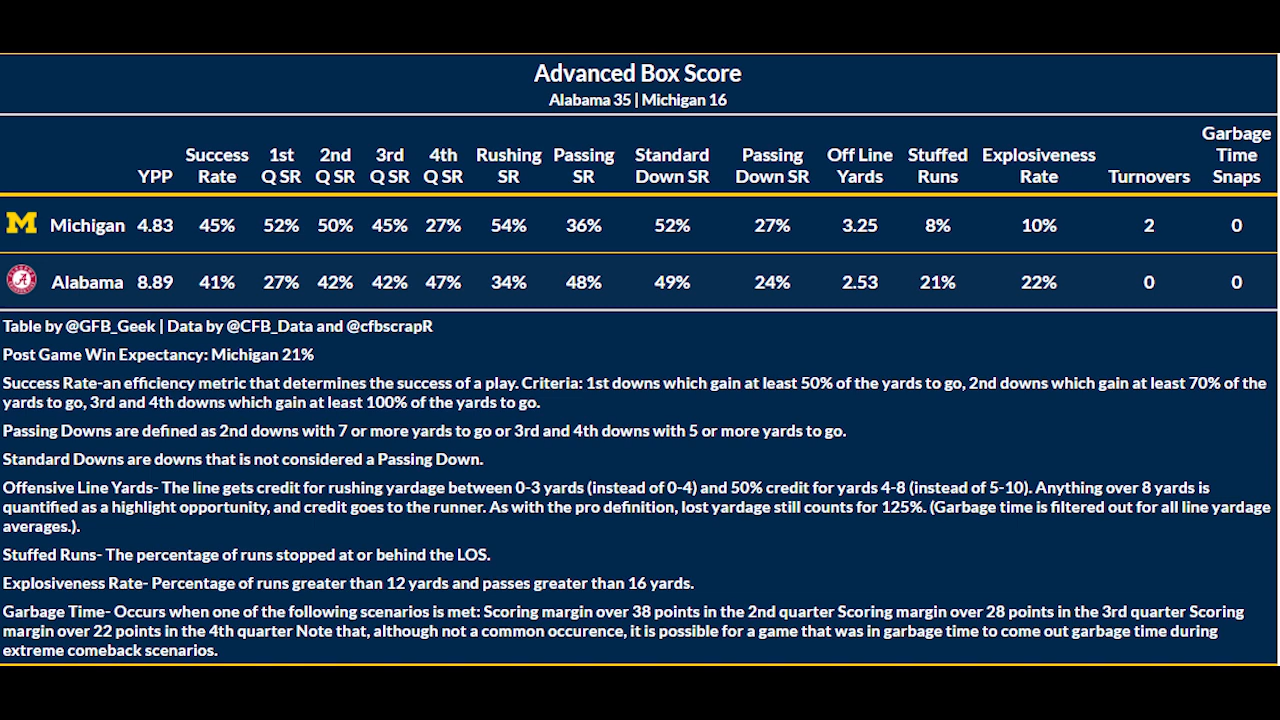 Advanced Box Score
Alabama 35 | Michigan 16
YPP Success Rate 1st Q SR 2nd Q SR 3rd Q SR 4th Q SR Rushing SR Passing SR Standard Down SR Passing Down SR Off Line Yards Stuffed Runs Explosiveness Rate Turnovers Garbage Time Snaps
M Michigan 4.83 45% 52% 50% 45% 27% 54% 36% 52% 27% 3.25 8% 10% 2 0
A Alabama 8.89 41% 27% 42% 42% 47% 34% 48% 49% 24% 2.53 21% 22% 0 0
Table by @GFB_Geek | Data by @CFB_Data and @cfbscrapR
Post Game Win Expectancy: Michigan 21%
Success Rate-an efficiency metric that determines the success of a play. Criteria: 1st downs which gain at least 50% of the yards to go, 2nd downs which gain at least 70% of the
yards to go, 3rd and 4th downs which gain at least 100% of the yards to go.
Passing Downs are defined as 2nd downs with 7 or more yards to go or 3rd and 4th downs with 5 or more yards to go.
Standard Downs are downs that is not considered a Passing Down.
Offensive Line Yards- The line gets credit for rushing yardage between 0-3 yards (instead of 0-4) and 50% credit for yards 4-8 (instead of 5-10). Anything over 8 yards is
quantified as a highlight opportunity, and credit goes to the runner. As with the pro definition, lost yardage still counts for 125%. (Garbage time is filtered out for all line yardage
averages.).
Stuffed Runs- The percentage of runs stopped at or behind the LOS.
Explosiveness Rate- Percentage of runs greater than 12 yards and passes greater than 16 yards.
Garbage Time- Occurs when one of the following scenarios is met: Scoring margin over 38 points in the 2nd quarter Scoring margin over 28 points in the 3rd quarter Scoring
margin over 22 points in the 4th quarter Note that, although not a common occurence, it is possible for a game that was in garbage time to come out garbage time during
extreme comeback scenarios.